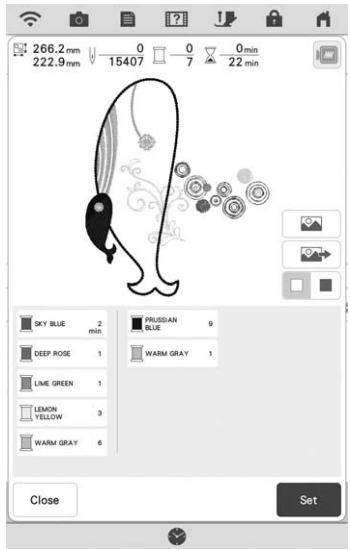 266.2 mm
222.9 mm
0
15407
0
7
0 min
22 min
SKY BLUE 2 min
DEEP ROSE 1
LIME GREEN 1
LEMON YELLOW 3
WARM GRAY 6
PRUSSIAN BLUE 9
WARM GRAY 1
Close
Set